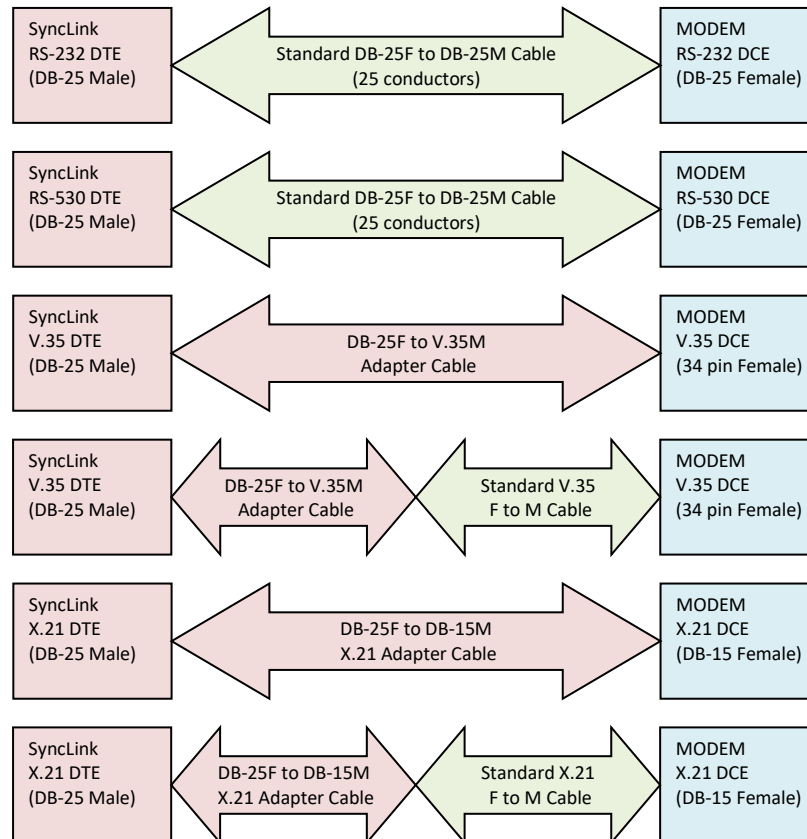 SyncLink
RS-232 DTE
(DB-25 Male)
Standard DB-25F to DB-25M Cable
(25 conductors)
MODEM
RS-232 DCE
(DB-25 Female)
SyncLink
RS-530 DTE
(DB-25 Male)
Standard DB-25F to DB-25M Cable
(25 conductors)
MODEM
RS-530 DCE
(DB-25 Female)
SyncLink
V.35 DTE
(DB-25 Male)
DB-25F to V.35M
Adapter Cable
MODEM
V.35 DCE
(34 pin Female)
SyncLink
V.35 DTE
(DB-25 Male)
DB-25F to V.35M
Adapter Cable
Standard V.35
F to M Cable
MODEM
V.35 DCE
(34 pin Female)
SyncLink
X.21 DTE
(DB-25 Male)
DB-25F to DB-15M
X.21 Adapter Cable
MODEM
X.21 DCE
(DB-15 Female)
SyncLink
X.21 DTE
(DB-25 Male)
DB-25F to DB-15M
X.21 Adapter Cable
Standard X.21
F to M Cable
MODEM
X.21 DCE
(DB-15 Female)